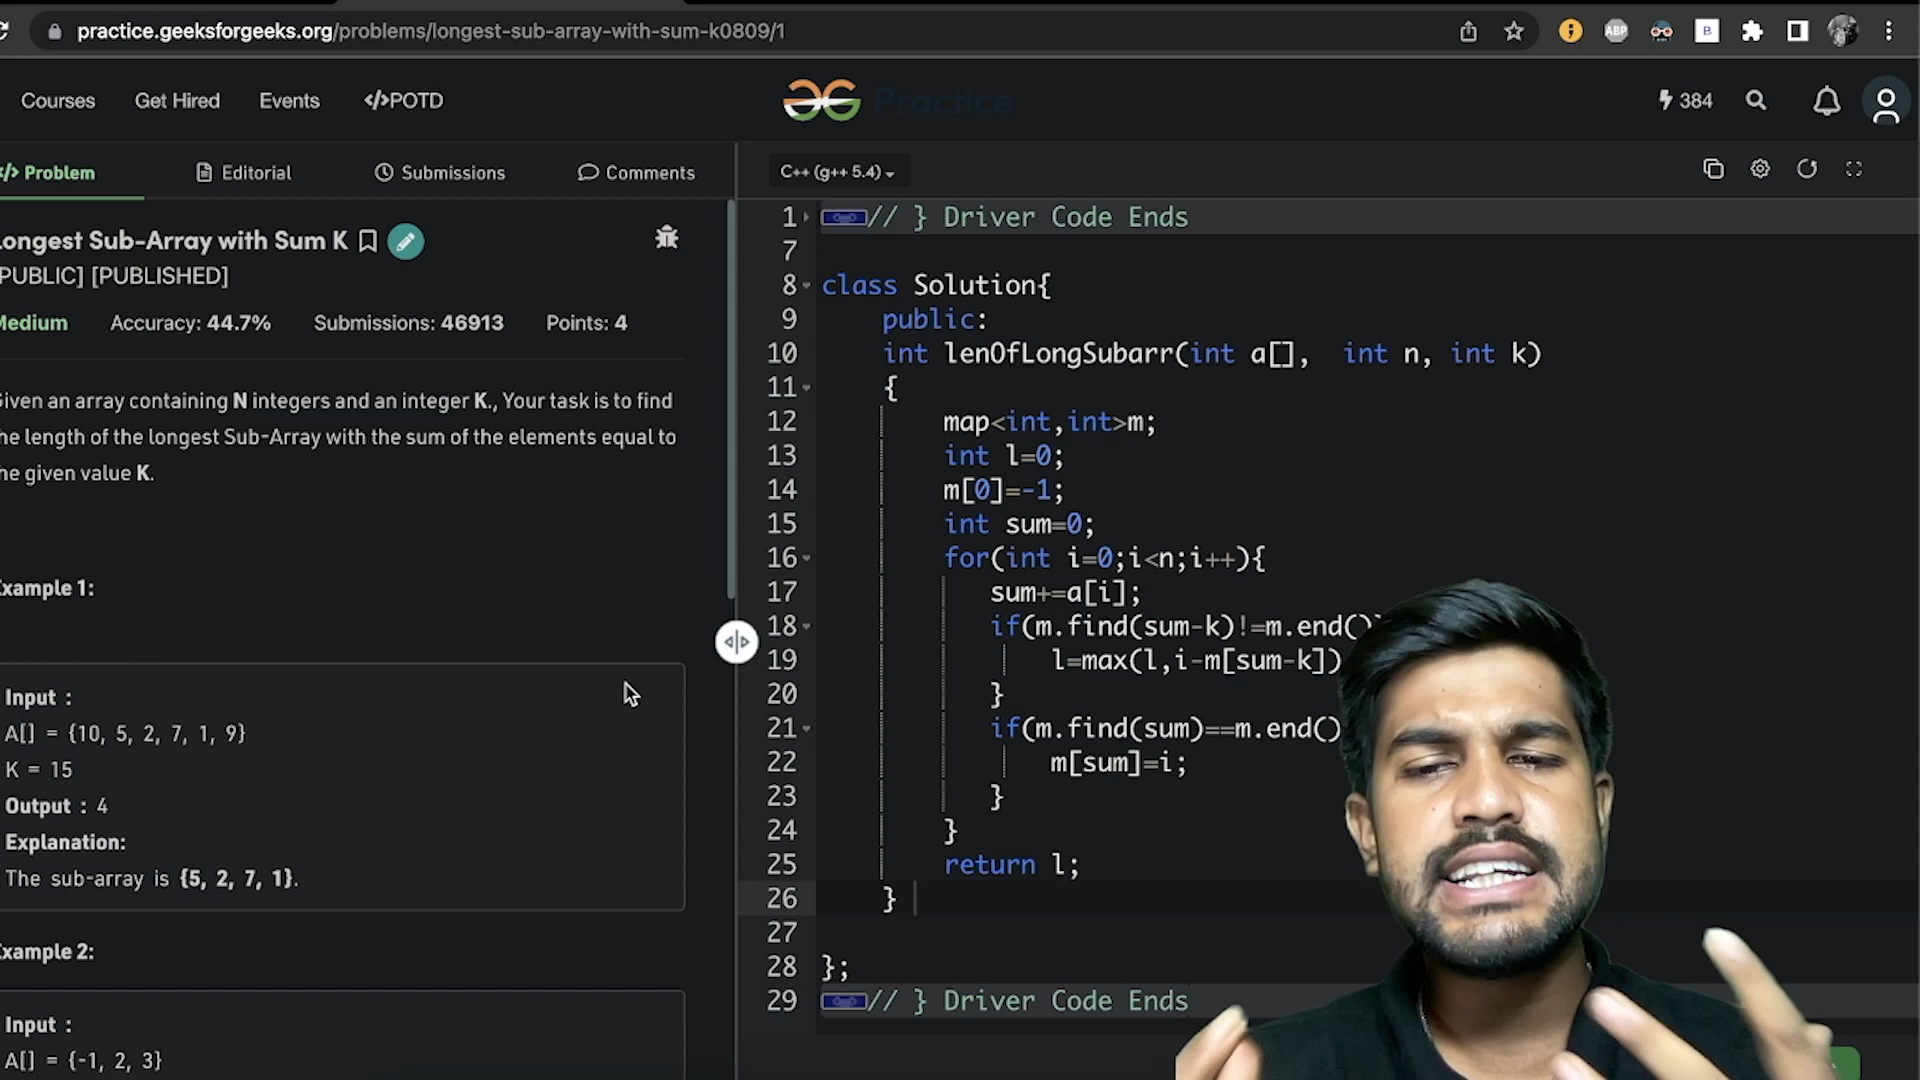 practice.geeksforgeeks.org/problems/longest-sub-array-with-sum-k0809/1
ABP
B
Courses
Get Hired
Events
</>POTD
Practice
384
</> Problem
Editorial
Submissions
Comments
C++ (g++ 5.4)
ongest Sub-Array with Sum K
PUBLIC] [PUBLISHED]
Medium
Accuracy: 44.7%
Submissions: 46913
Points: 4
iven an array containing N integers and an integer K., Your task is to find
he length of the longest Sub-Array with the sum of the elements equal to
he given value K.
xample 1:
Input :
A[] = {10, 5, 2, 7, 1, 9}
K = 15
Output : 4
Explanation:
The sub-array is {5, 2, 7, 1}.
xample 2:
Input :
A[] = {-1, 2, 3}
1 // } Driver Code Ends
7
8 class Solution{
9 public:
10 int lenOfLongSubarr(int a[], int n, int k)
11 {
12 map<int,int>m;
13 int l=0;
14 m[0]=-1;
15 int sum=0;
16 for(int i=0;i<n;i++){
17 sum+=a[i];
18 if(m.find(sum-k)!=m.end())
19 l=max(l,i-m[sum-k])
20 }
21 if(m.find(sum)==m.end()
22 m[sum]=i;
23 }
24 }
25 return l;
26 }
27
28 };
29 // } Driver Code Ends